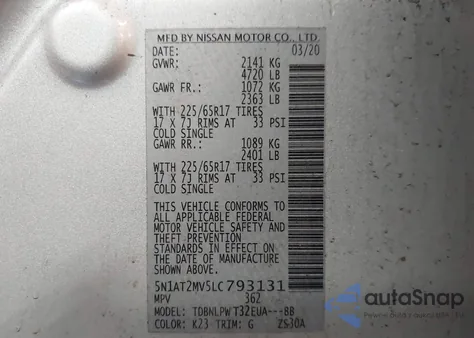 MFD BY NISSAN MOTOR CO., LTD.
DATE: 03/20
GVWR: 2141 KG
4720 LB
GAWR FR.: 1072 KG
2363 LB
WITH 225/65R17 TIRES
17 X 7J RIMS AT 33 PSI
COLD SINGLE
GAWR RR.: 1089 KG
2401 LB
WITH 225/65R17 TIRES
17 X 7J RIMS AT 33 PSI
COLD SINGLE
THIS VEHICLE CONFORMS TO
ALL APPLICABLE FEDERAL
MOTOR VEHICLE SAFETY AND
THEFT PREVENTION
STANDARDS IN EFFECT ON
THE DATE OF MANUFACTURE
SHOWN ABOVE.
5N1AT2MV5LC793131
MPV 362
MODEL: TDBNLPW T32EUA---BB
COLOR: K23 TRIM: G ZS30A
autoSnap